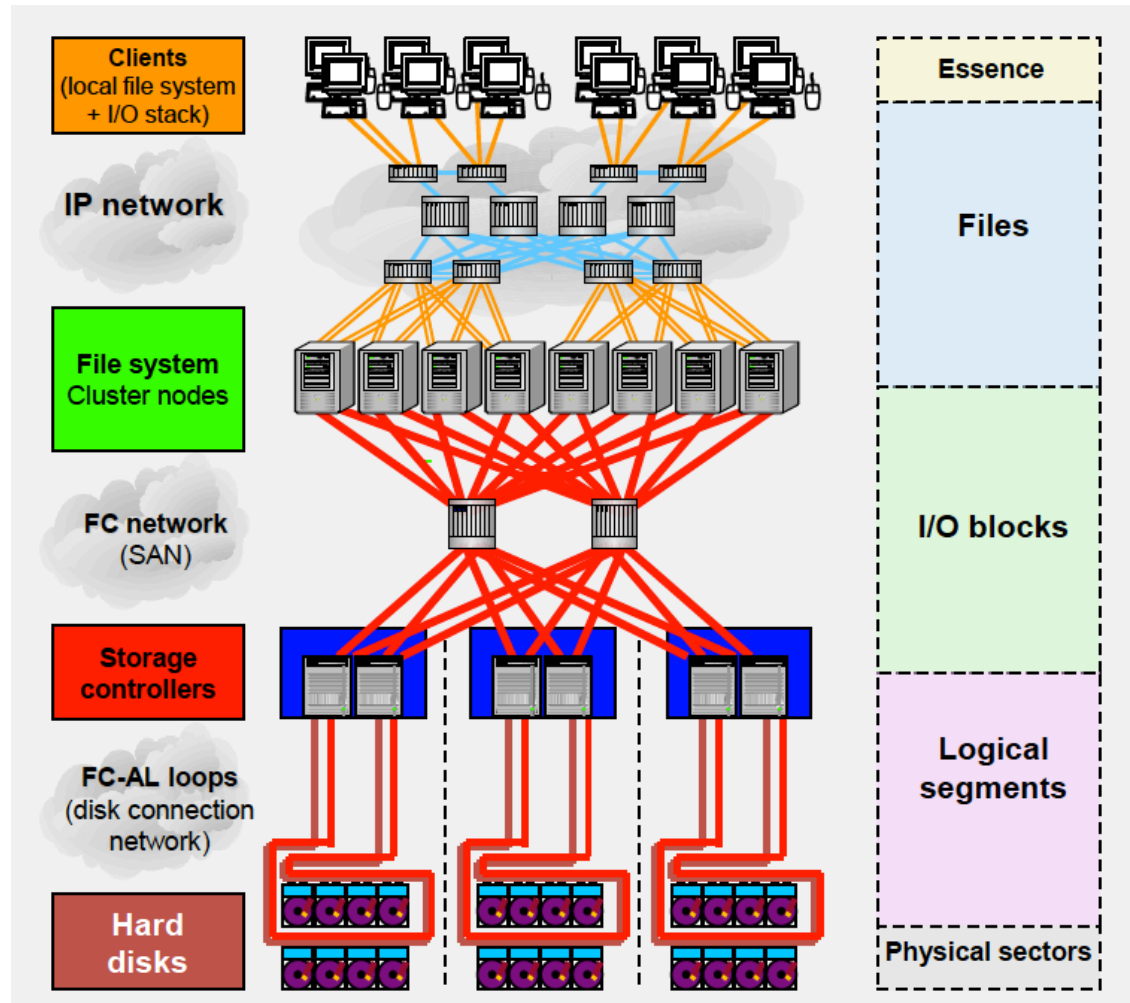 Clients
(local file system
+ I/O stack)
IP network
File system
Cluster nodes
FC network
(SAN)
Storage
controllers
FC-AL loops
(disk connection
network)
Hard
disks
Essence
Files
I/O blocks
Logical
segments
Physical sectors